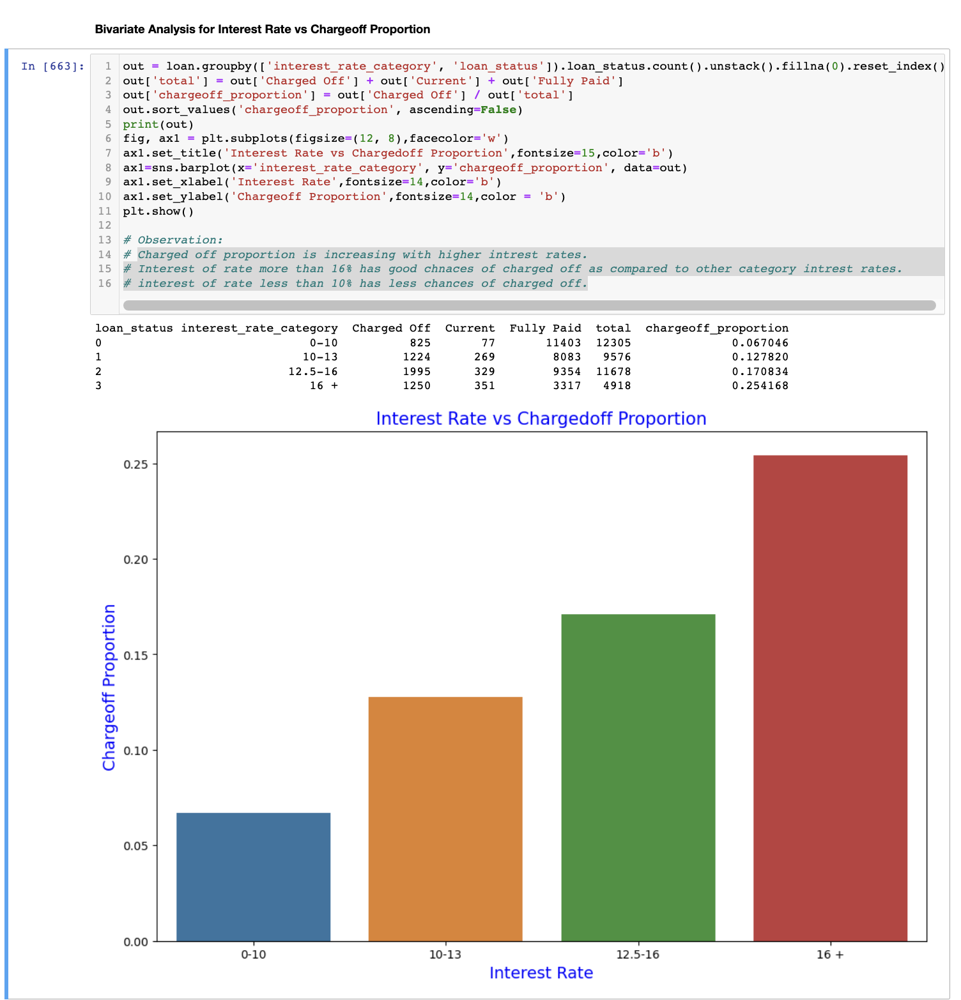 Bivariate Analysis for Interest Rate vs Chargeoff Proportion
In [663]:
1 out = loan.groupby(['interest_rate_category', 'loan_status']).loan_status.count().unstack().fillna(0).reset_index()
2 out['total'] = out['Charged Off'] + out['Current'] + out['Fully Paid']
3 out['chargeoff_proportion'] = out['Charged Off'] / out['total']
4 out.sort_values('chargeoff_proportion', ascending=False)
5 print(out)
6 fig, ax1 = plt.subplots(figsize=(12, 8),facecolor='w')
7 ax1.set_title('Interest Rate vs Chargedoff Proportion',fontsize=15,color='b')
8 ax1=sns.barplot(x='interest_rate_category', y='chargeoff_proportion', data=out)
9 ax1.set_xlabel('Interest Rate',fontsize=14,color='b')
10 ax1.set_ylabel('Chargeoff Proportion',fontsize=14,color = 'b')
11 plt.show()
12
13 # Observation:
14 # Charged off proportion is increasing with higher intrest rates.
15 # Interest of rate more than 16% has good chnaces of charged off as compared to other category intrest rates.
16 # interest of rate less than 10% has less chances of charged off.
loan_status interest_rate_category Charged Off Current Fully Paid total chargeoff_proportion
0 0-10 825 77 11403 12305 0.067046
1 10-13 1224 269 8083 9576 0.127820
2 12.5-16 1995 329 9354 11678 0.170834
3 16 + 1250 351 3317 4918 0.254168
Interest Rate vs Chargedoff Proportion
0.25
0.20
0.15
0.10
0.05
0.00
Chargeoff Proportion
0-10 10-13 12.5-16 16 +
Interest Rate